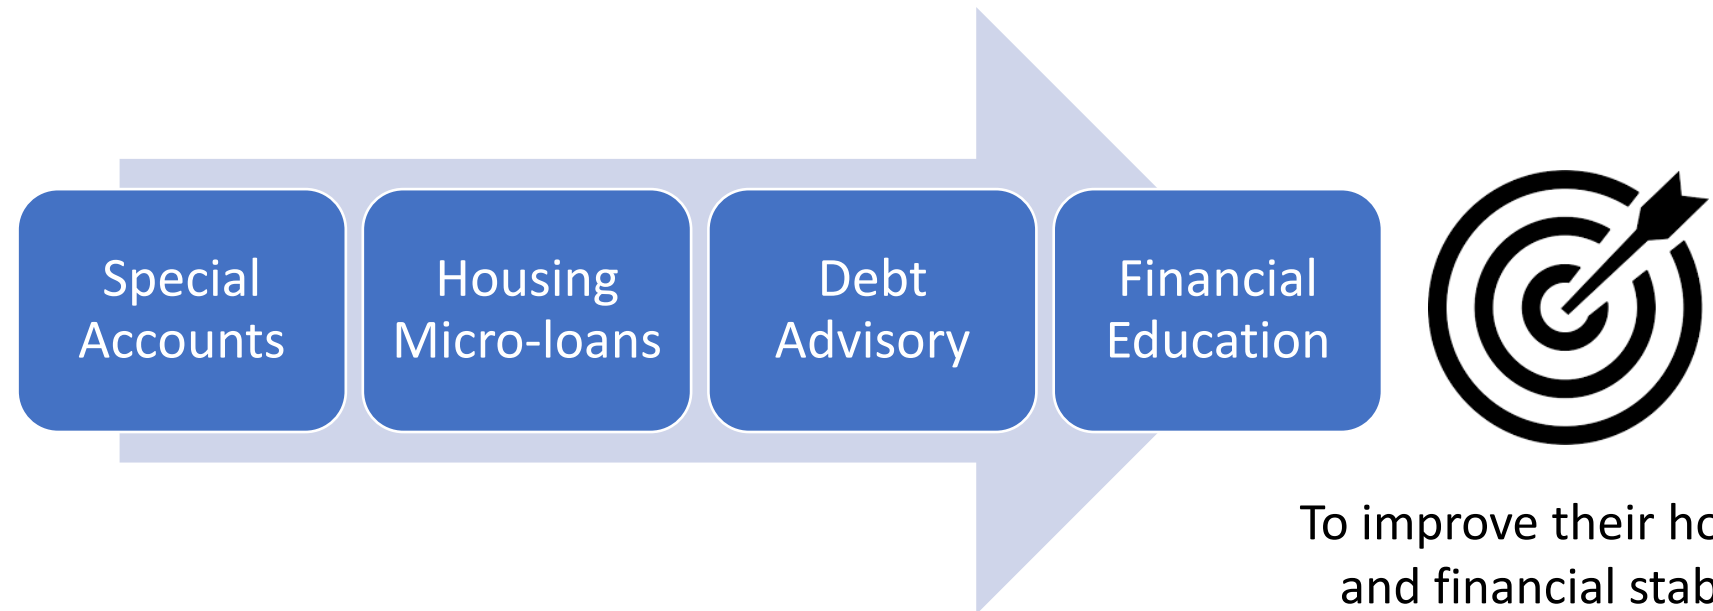 Special
Accounts
Housing
Micro-loans
Debt
Advisory
Financial
Education
To improve their
and financial